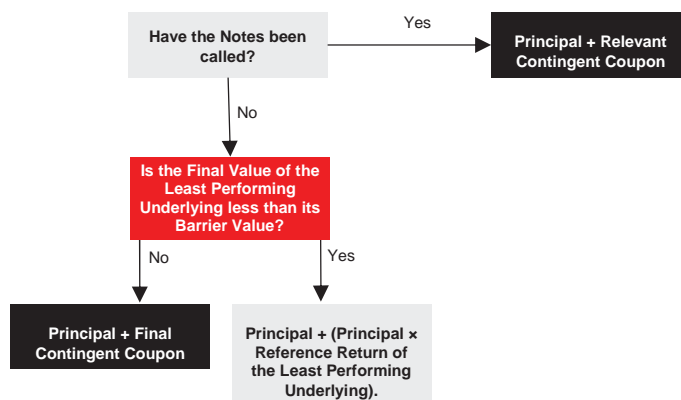 Have the Notes been
called?
Yes
Principal + Relevant
Contingent Coupon
No
Is the Final Value of the
Least Performing
Underlying less than its
Barrier Value?
No
Yes
Principal + Final
Contingent Coupon
Principal + (Principal ×
Reference Return of
the Least Performing
Underlying).